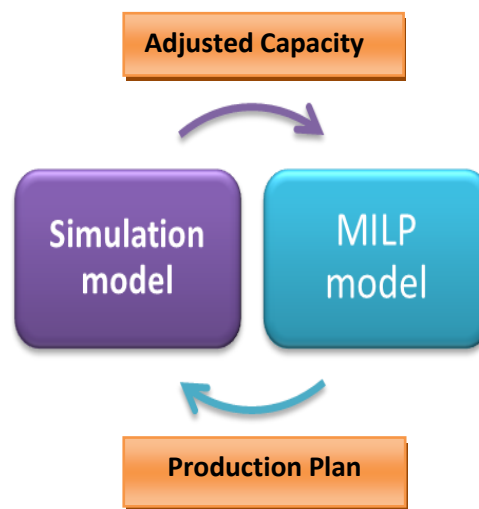 Adjusted Capacity
Simulation
model
MILP
model
Production Plan